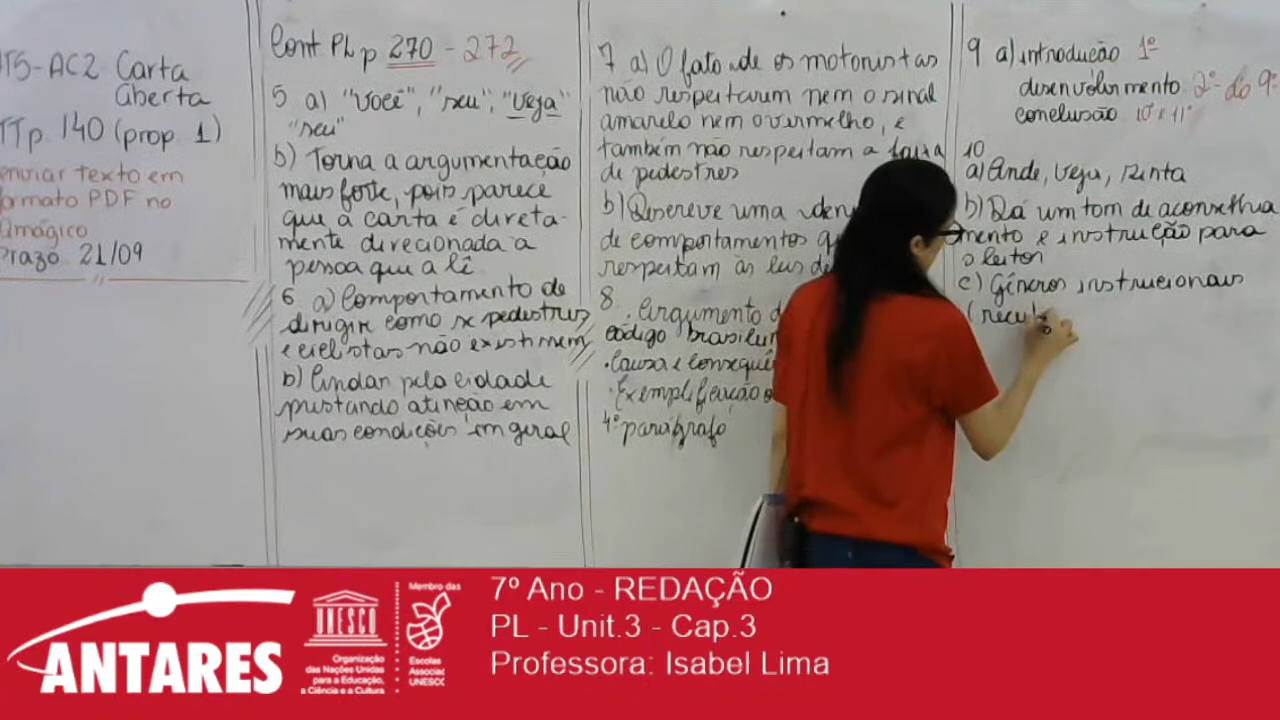 T5-AC2 Carta
aberta
TTp. 140 (prop. 1)
enviar texto em
formato PDF no
Prazo 21/09
Cont PL p 270 - 272
5 a) "Você", "seu", "Veja"
"seu"
b) Torna a argumentação
mais forte, pois parece
que a carta é direta-
mente direcionada a
pessoa que a lê
6 a) Comportamento de
dirigir como se pedestres
e ciclistas não existissem
b) Andar pela cidade
prestando atenção em
suas condições em geral
7 a) O fato de os motoristas
não respeitarem nem o sinal
amarelo nem o vermelho, e
também não respeitam a faixa
de pedestres
b) Descreve uma
de comportamentos
respeitam as leis
8. Argumento
código
. Causa e
. Exemplificação
4º parágrafo
9 a) introdução 1º
desenvolvimento 2º do 9º
conclusão 10º e 11º
10
a) Ande, Veja, Sinta
b) Dá um tom de aconselha
mento e instrução para
o leitor
c) Gêneros instrucionais
ANTARES
UNESCO
Organização
das Nações Unidas
para a Educação,
a Ciência e a Cultura
Membro das
Escolas
Associad
UNESCO
7º Ano - REDAÇÃO
PL - Unit.3 - Cap.3
Professora: Isabel Lima